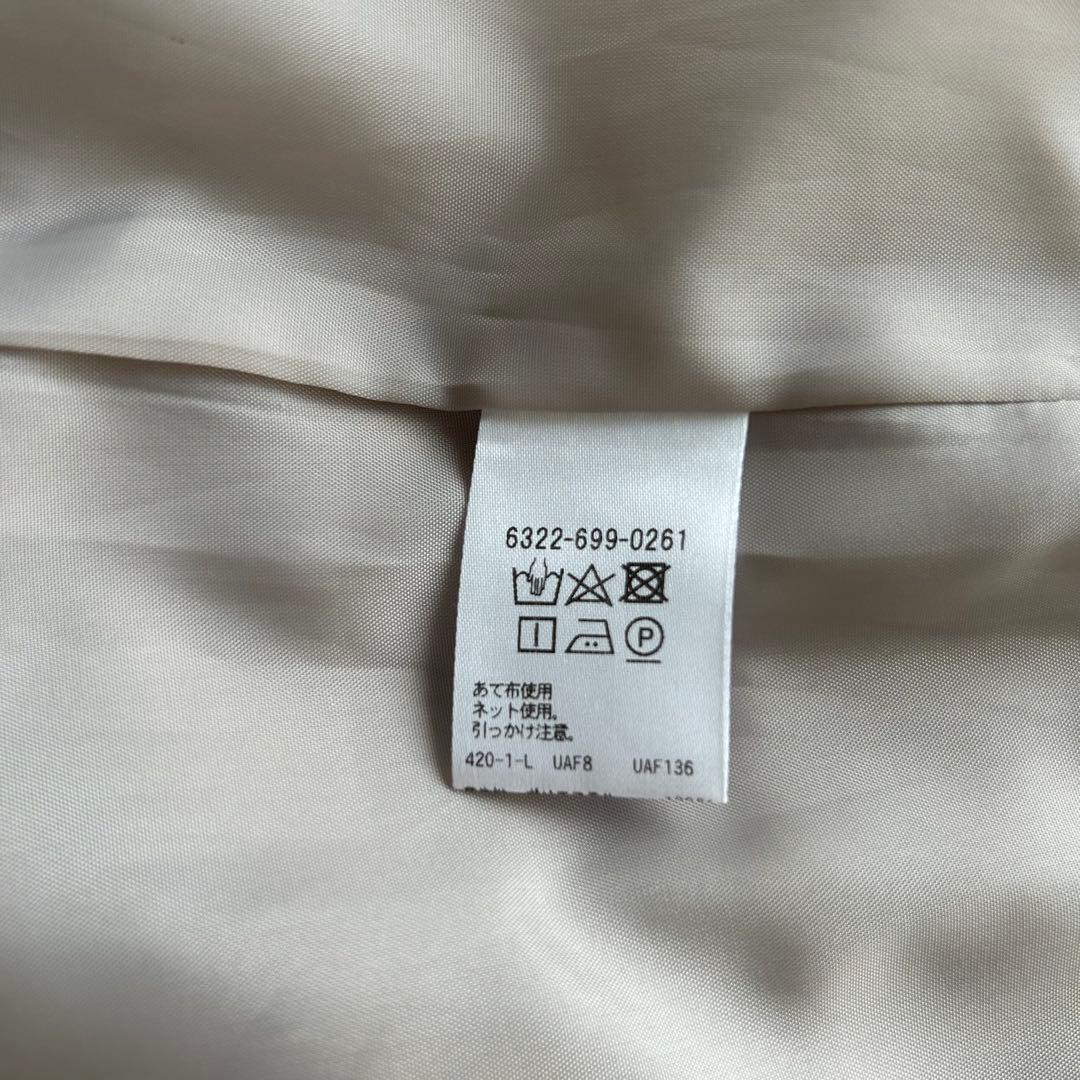 6322-699-0261
P
あて布使用
ネット使用。
引っかけ注意。
420-1-L UAF8 UAF136